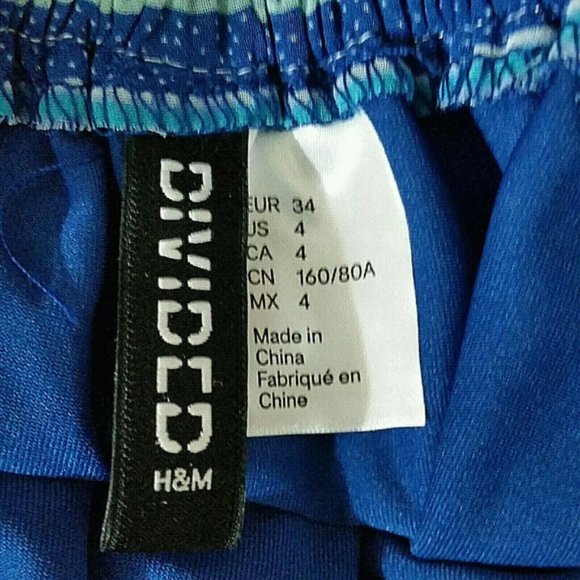 DIVIDED
H&M
EUR 34
US 4
CA 4
CN 160/80A
MX 4
Made in
China
Fabriqué en
Chine